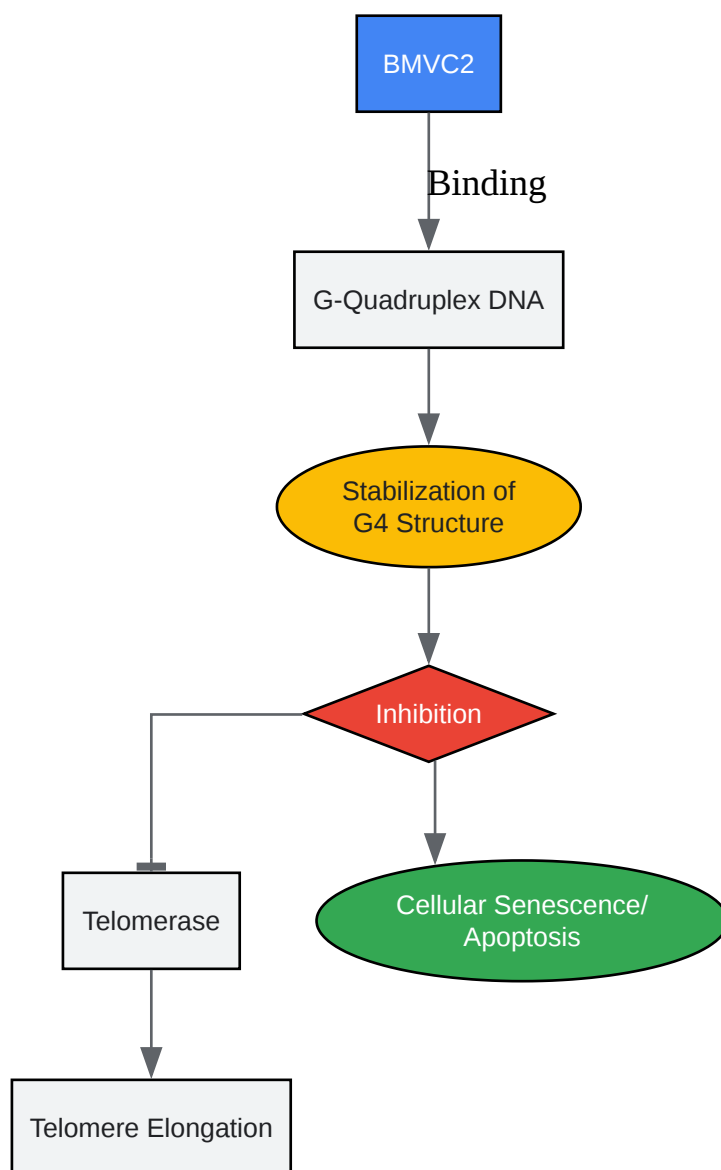 BMVC2
Binding
G-Quadruplex DNA
Stabilization of
G4 Structure
Inhibition
Telomerase
Cellular Senescence/
Apoptosis
Telomere Elongation